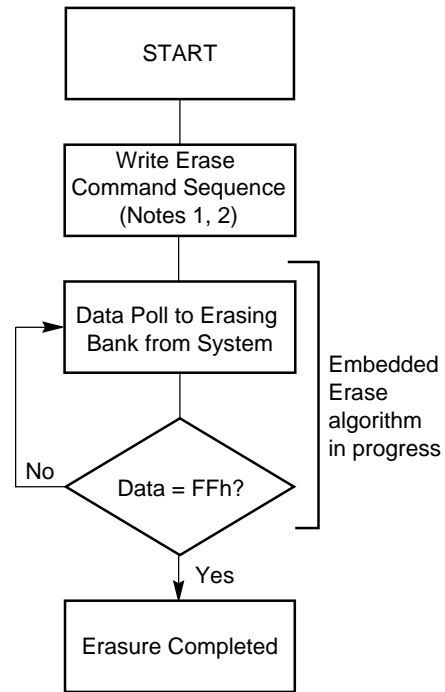 START
Write Erase
Command Sequence
(Notes 1, 2)
Data Poll to Erasing
Bank from System
Embedded
Erase
algorithm
in progress
No
Data = FFh?
Yes
Erasure Completed